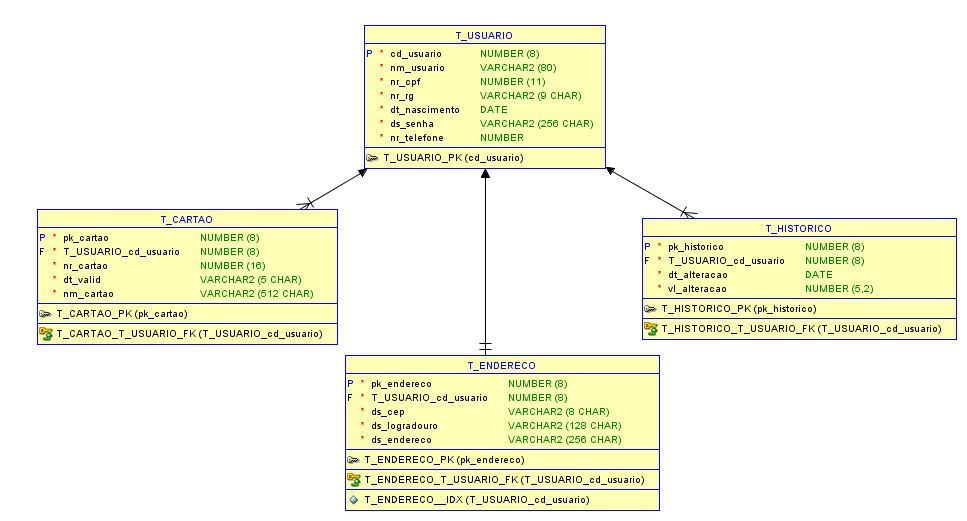 T_USUARIO
P * cd_usuario NUMBER (8)
* nm_usuario VARCHAR2 (80)
* nr_cpf NUMBER (11)
* nr_rg VARCHAR2 (9 CHAR)
* dt_nascimento DATE
* ds_senha VARCHAR2 (256 CHAR)
* nr_telefone NUMBER
T_USUARIO_PK (cd_usuario)
T_CARTAO
P * pk_cartao NUMBER (8)
F * T_USUARIO_cd_usuario NUMBER (8)
* nr_cartao NUMBER (16)
* dt_valid VARCHAR2 (5 CHAR)
* nm_cartao VARCHAR2 (512 CHAR)
T_CARTAO_PK (pk_cartao)
T_CARTAO_T_USUARIO_FK (T_USUARIO_cd_usuario)
T_HISTORICO
P * pk_historico NUMBER (8)
F * T_USUARIO_cd_usuario NUMBER (8)
* dt_alteracao DATE
* vl_alteracao NUMBER (5,2)
T_HISTORICO_PK (pk_historico)
T_HISTORICO_T_USUARIO_FK (T_USUARIO_cd_usuario)
T_ENDERECO
P * pk_endereco NUMBER (8)
F * T_USUARIO_cd_usuario NUMBER (8)
* ds_cep VARCHAR2 (8 CHAR)
* ds_logradouro VARCHAR2 (128 CHAR)
* ds_endereco VARCHAR2 (256 CHAR)
T_ENDERECO_PK (pk_endereco)
T_ENDERECO_T_USUARIO_FK (T_USUARIO_cd_usuario)
T_ENDERECO__IDX (T_USUARIO_cd_usuario)